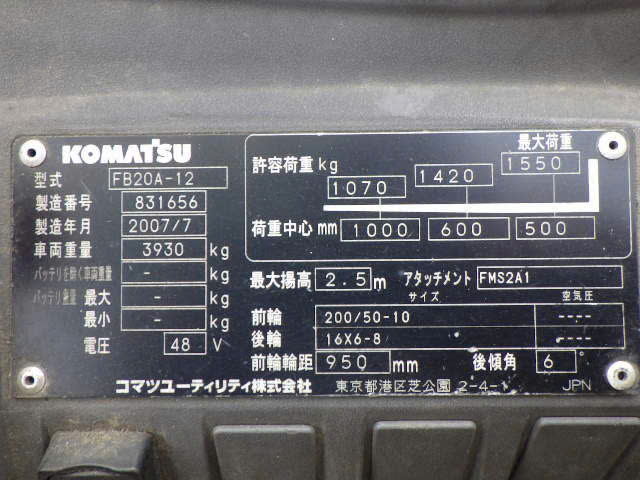 KOMATSU
型式 FB20A-12
製造番号 831656
製造年月 2007/7
車両重量 3930 kg
バッテリを除く車両重量 - kg
バッテリ重量 最大 - kg
最小 - kg
電圧 48 V
最大荷重
許容荷重 kg 1070 1420 1550
荷重中心 mm 1000 600 500
最大揚高 2.5 m アタッチメント FMS2A1
サイズ 空気圧
前輪 200/50-10 ----
後輪 16X6-8 ----
前輪輪距 950 mm 後傾角 6°
コマツユーティリティ株式会社 東京都港区芝公園 2-4-1 JPN